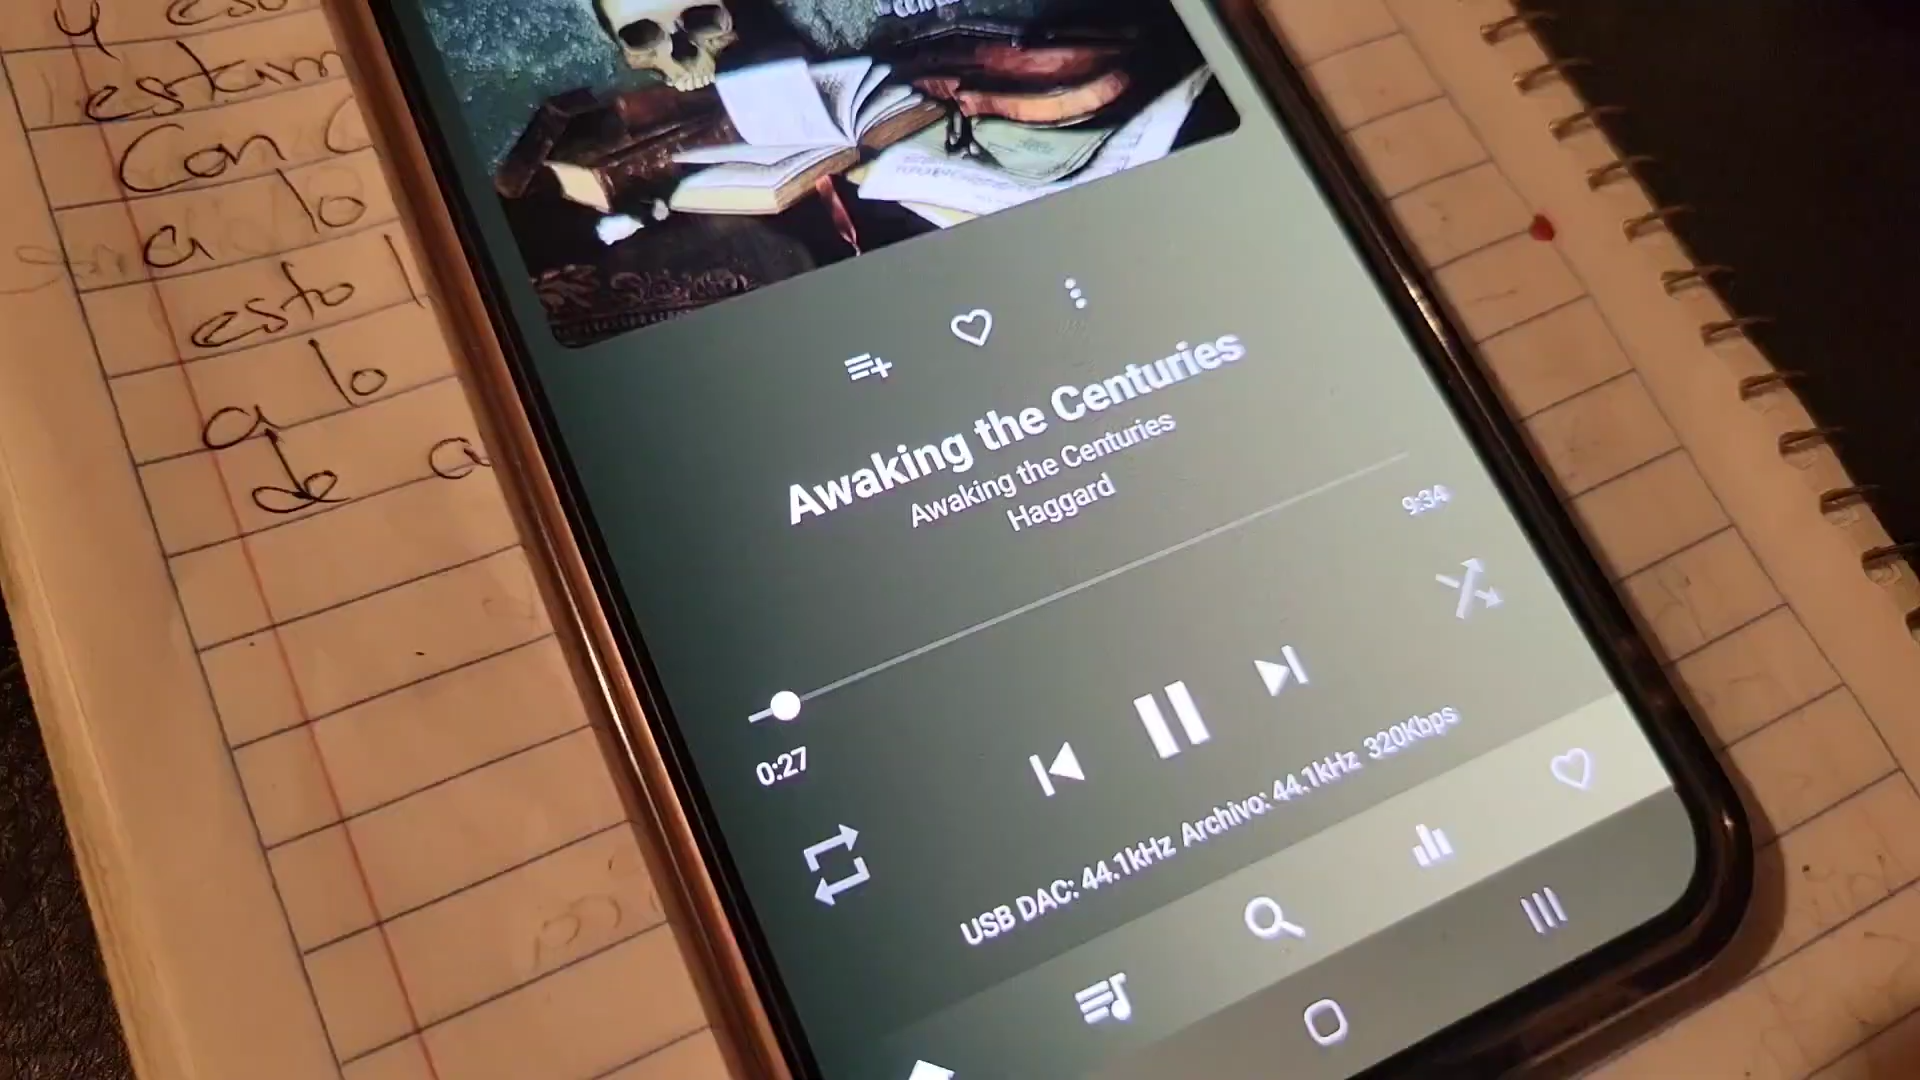 y eso
estam
Con
a lo
esto
a lo
de a
Awaking the Centuries
Awaking the Centuries
Haggard
9:34
0:27
USB DAC: 44.1kHz Archivo: 44.1kHz 320Kbps